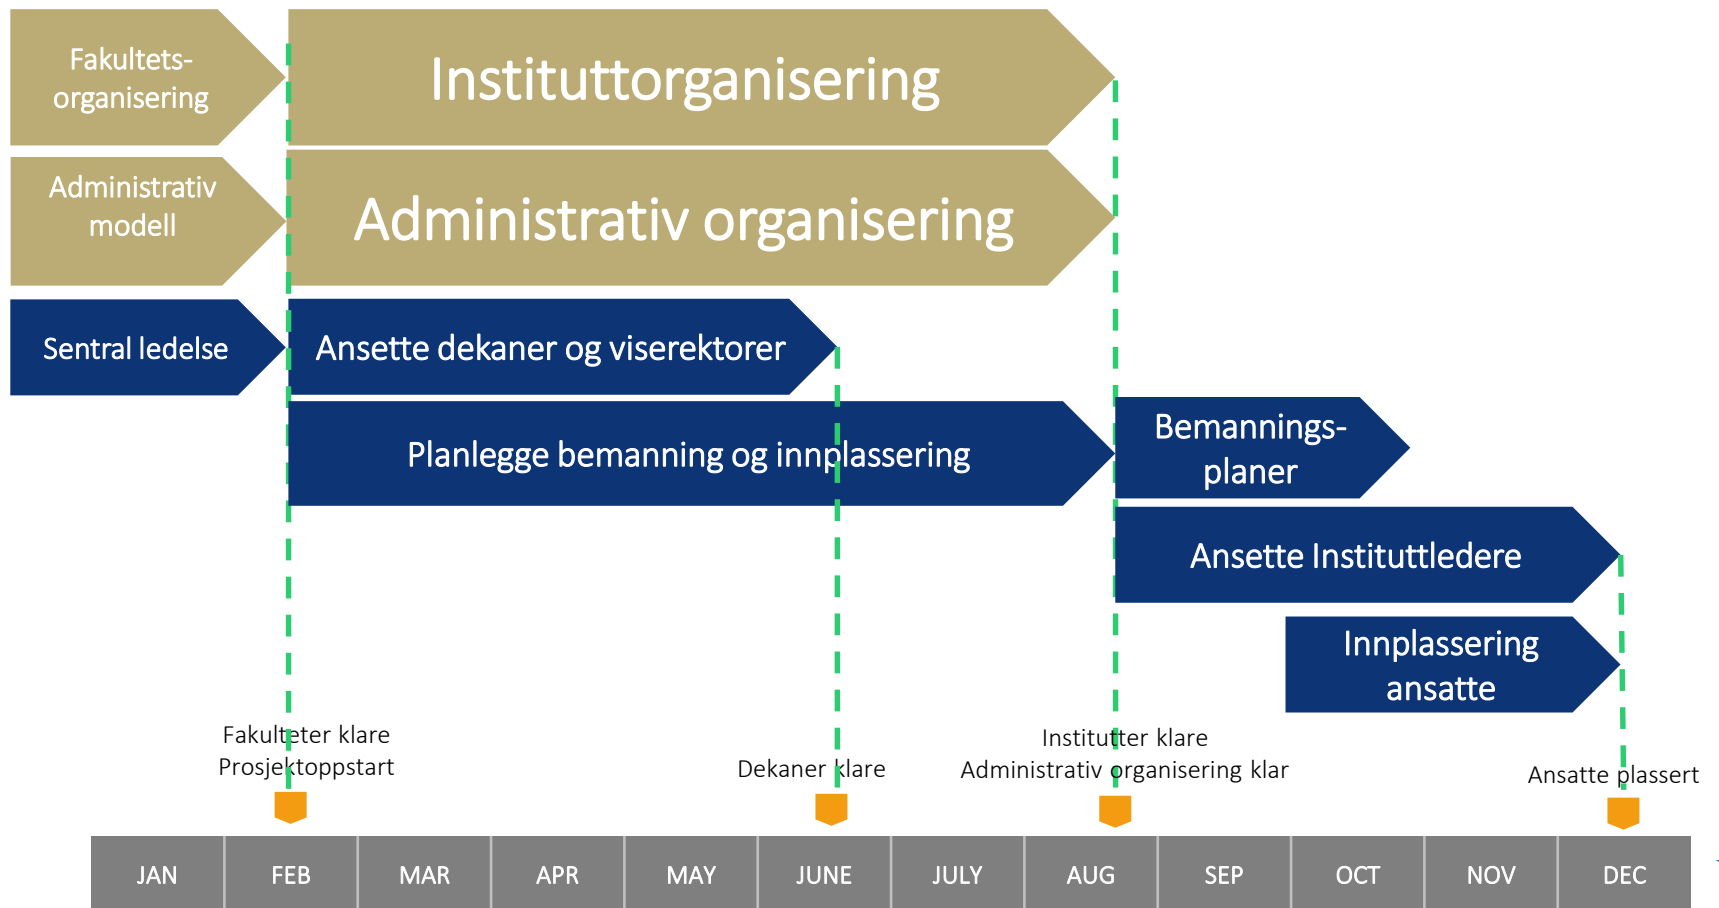 Fakultets-
organisering
Instituttorganisering
Administrativ
modell
Administrativ organisering
Sentral ledelse
Ansette dekaner og viserektorer
Planlegge bemanning og innplassering
Bemannings-
planer
Ansette Instituttledere
Innplassering
ansatte
Fakulteter klare
Prosjektoppstart
Dekaner klare
Institutter klare
Administrativ organisering klar
Ansatte plassert
JAN
FEB
MAR
APR
MAY
JUNE
JULY
AUG
SEP
OCT
NOV
DEC